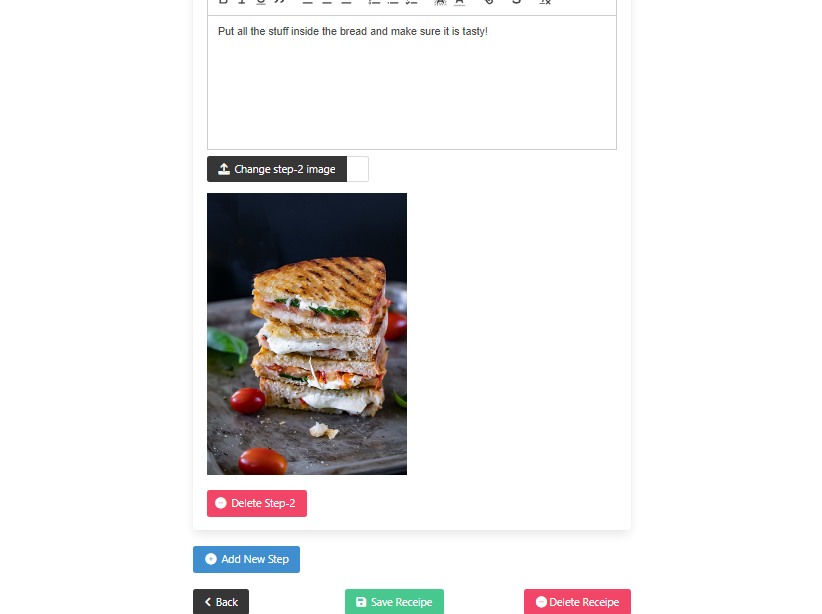 Put all the stuff inside the bread and make sure it is tasty!
Change step-2 image
Delete Step-2
Add New Step
Back
Save Receipe
Delete Receipe